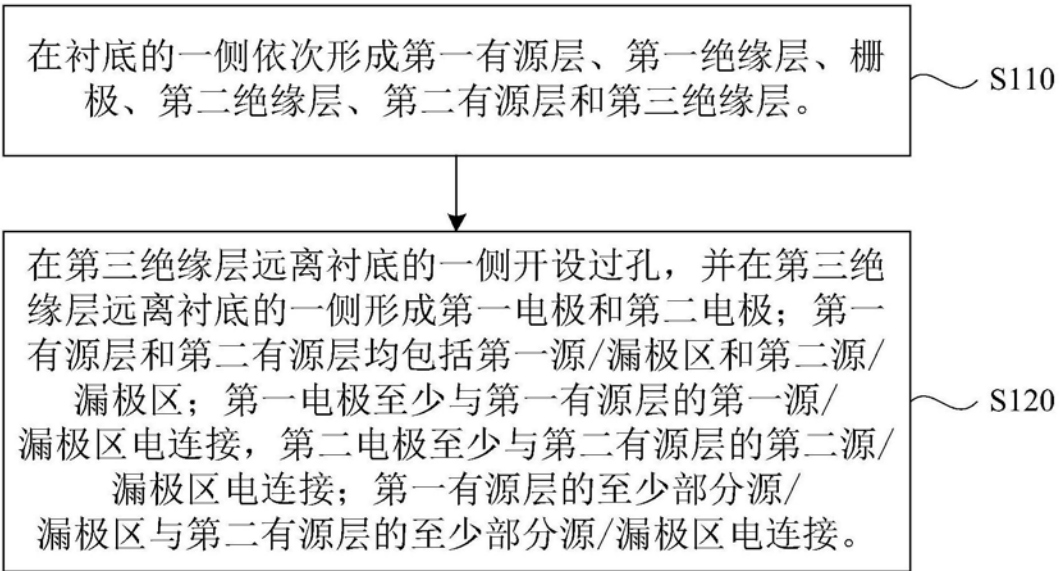 在衬底的一侧依次形成第一有源层、第一绝缘层、栅
极、第二绝缘层、第二有源层和第三绝缘层。
S110
在第三绝缘层远离衬底的一侧开设过孔，并在第三绝
缘层远离衬底的一侧形成第一电极和第二电极；第一
有源层和第二有源层均包括第一源/漏极区和第二源/
漏极区；第一电极至少与第一有源层的第一源/
漏极区电连接，第二电极至少与第二有源层的第二源/
漏极区电连接；第一有源层的至少部分源/
漏极区与第二有源层的至少部分源/漏极区电连接。
S120